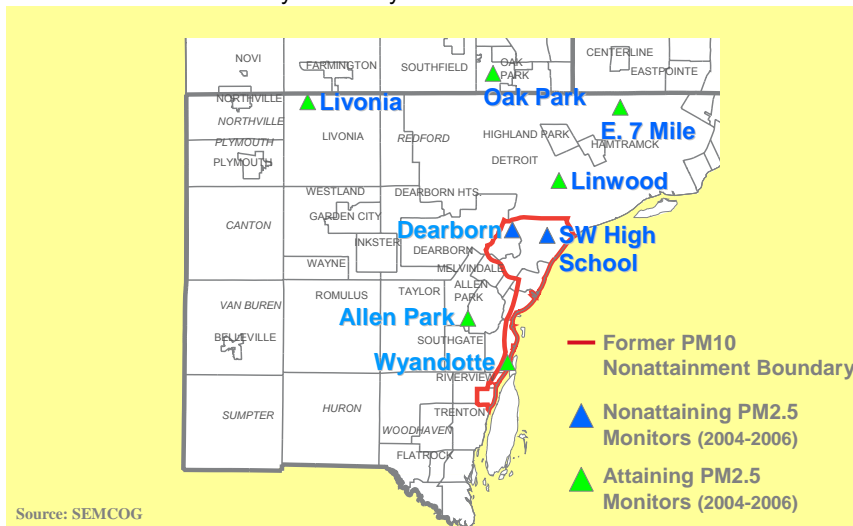 NOVI
FARMINGTON
SOUTHFIELD
OAK
PARK
CENTERLINE
EASTPOINTE
NORTHVILLE
Livonia
Oak Park
NORTHVILLE
E. 7 Mile
LIVONIA
REDFORD
HIGHLAND PARK
HAMTRAMCK
PLYMOUTH
PLYMOUTH
DETROIT
Linwood
WESTLAND
DEARBORN HTS.
GARDEN CITY
CANTON
Dearborn
SW High
School
INKSTER
DEARBORN
WAYNE
MELVINDALE
ALLEN
PARK
ROMULUS
TAYLOR
VAN BUREN
Allen Park
BELLEVILLE
SOUTHGATE
Wyandotte
RIVERVIEW
SUMPTER
HURON
TRENTON
WOODHAVEN
FLATROCK
Former PM10
Nonattainment Boundary
Nonattaining PM2.5
Monitors (2004-2006)
Attaining PM2.5
Monitors (2004-2006)
Source: SEMCOG